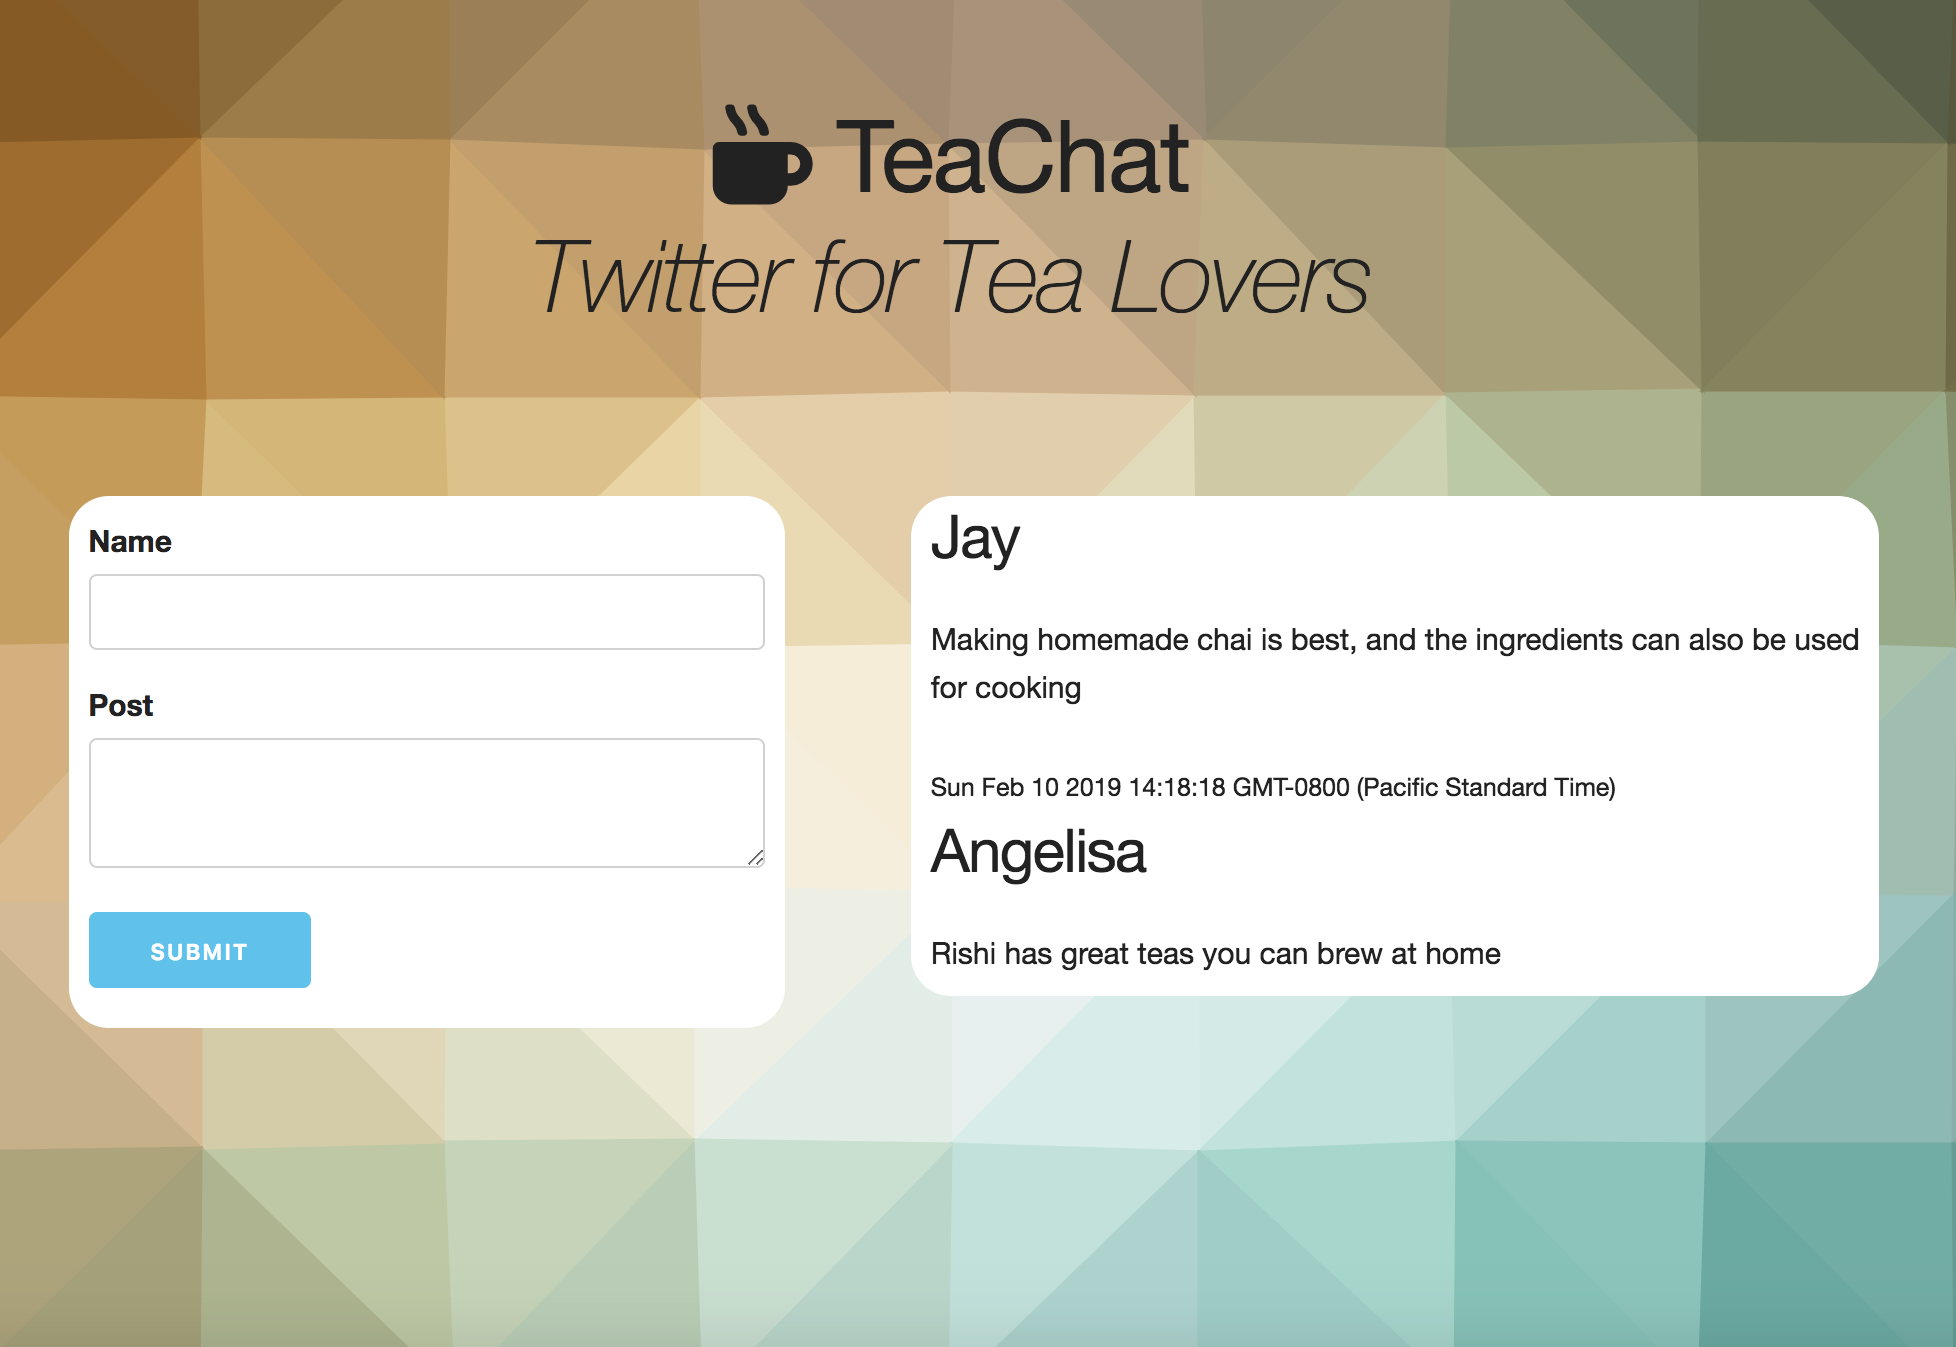 TeaChat
Twitter for Tea Lovers
Name
Post
SUBMIT
Jay
Making homemade chai is best, and the ingredients can also be used
for cooking
Sun Feb 10 2019 14:18:18 GMT-0800 (Pacific Standard Time)
Angelisa
Rishi has great teas you can brew at home